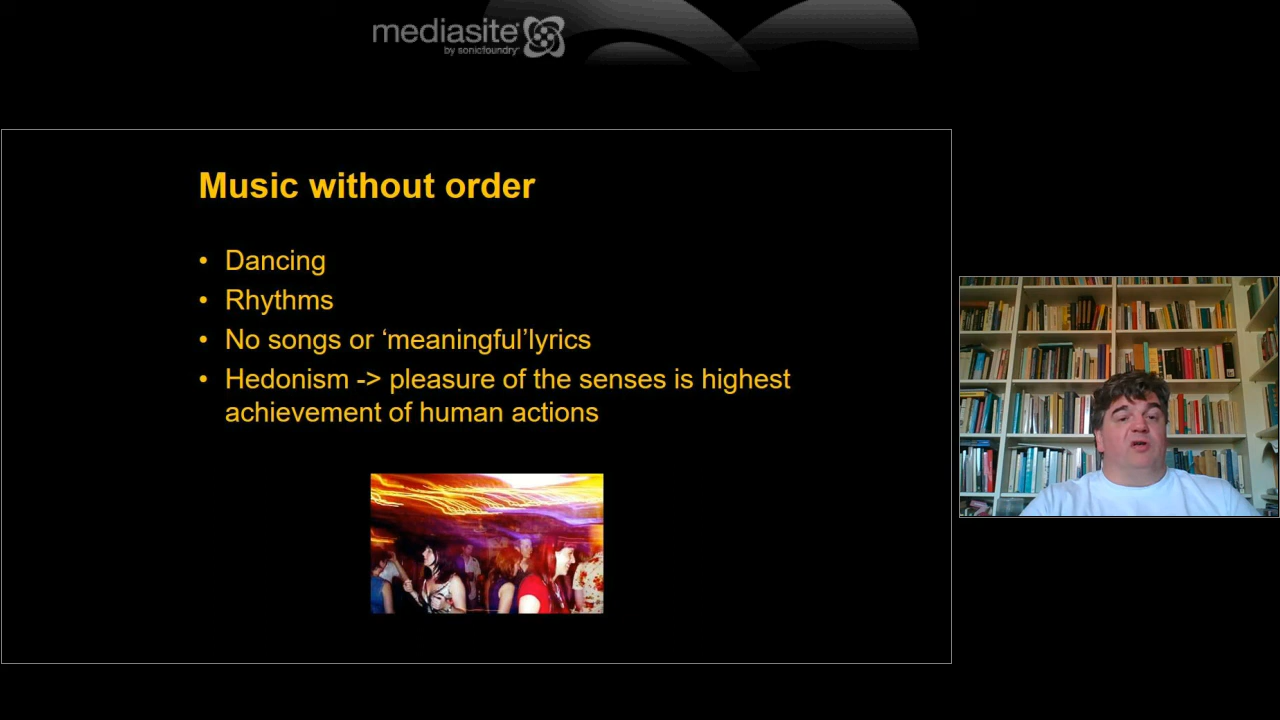 mediasite
by sonicfoundry
Music without order
• Dancing
• Rhythms
• No songs or ‘meaningful’lyrics
• Hedonism -> pleasure of the senses is highest
achievement of human actions